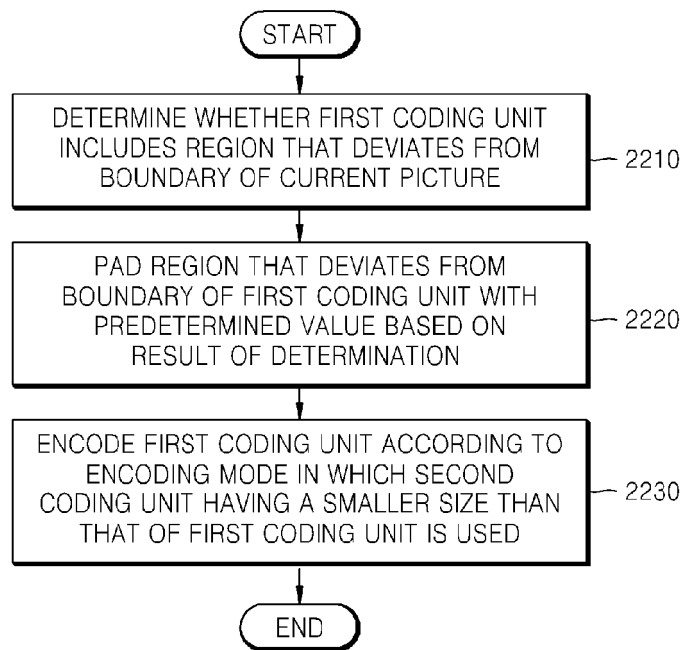 START
DETERMINE WHETHER FIRST CODING UNIT
INCLUDES REGION THAT DEVIATES FROM
BOUNDARY OF CURRENT PICTURE
2210
PAD REGION THAT DEVIATES FROM
BOUNDARY OF FIRST CODING UNIT WITH
PREDETERMINED VALUE BASED ON
RESULT OF DETERMINATION
2220
ENCODE FIRST CODING UNIT ACCORDING TO
ENCODING MODE IN WHICH SECOND
CODING UNIT HAVING A SMALLER SIZE THAN
THAT OF FIRST CODING UNIT IS USED
2230
END